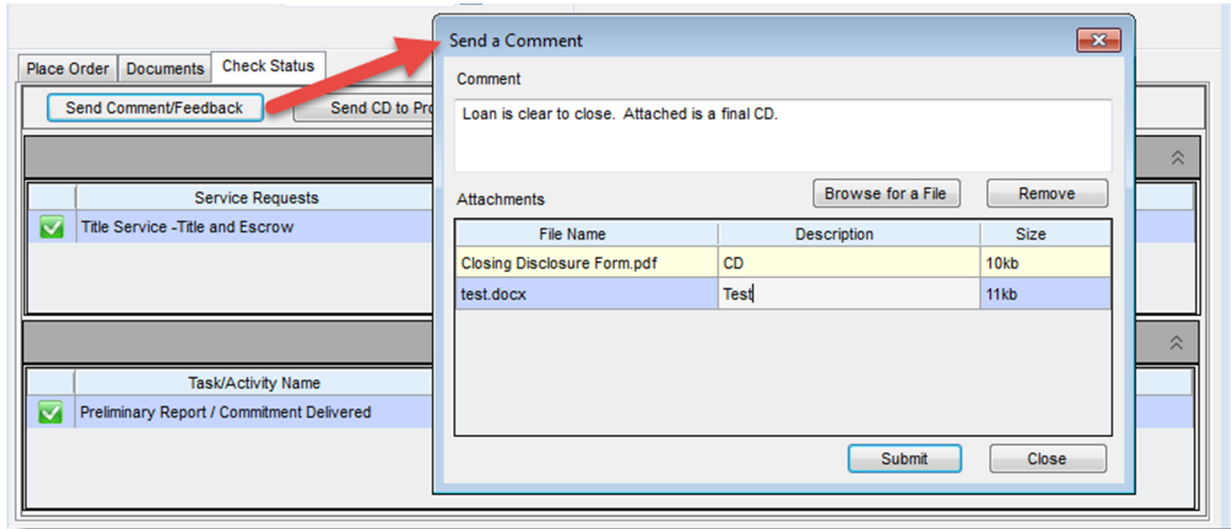 Send a Comment
Place Order Documents Check Status
Comment
Send Comment/Feedback Send CD to
Loan is clear to close. Attached is a final CD.
Attachments Browse for a File Remove
Service Requests
Title Service -Title and Escrow
File Name Description Size
Closing Disclosure Form.pdf CD 10kb
test.docx Test 11kb
Task/Activity Name
Preliminary Report / Commitment Delivered
Submit Close